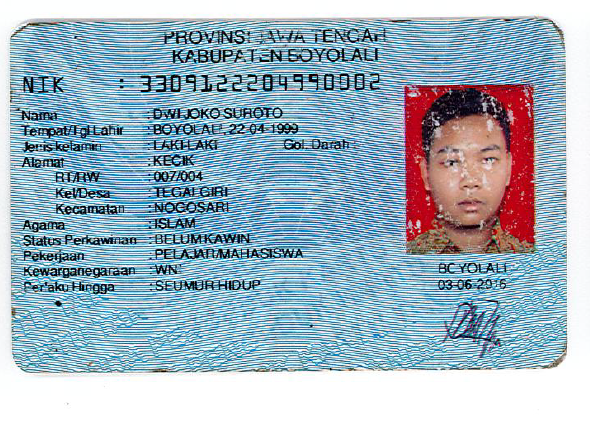 PROVINSI JAWA TENGAH
KABUPATEN BOYOLALI
NIK : 3309122204990002
Nama : DWI JOKO SUROTO
Tempat/Tgl Lahir : BOYOLALI, 22-04-1999
Jenis kelamin : LAKI-LAKI Gol. Darah :
Alamat : KECIK
RT/RW : 007/004
Kel/Desa : TEGALGIRI
Kecamatan : NOGOSARI
Agama : ISLAM
Status Perkawinan : BELUM KAWIN
Pekerjaan : PELAJAR/MAHASISWA
Kewarganegaraan : WNI
Berlaku Hingga : SEUMUR HIDUP
BOYOLALI
03-06-2016